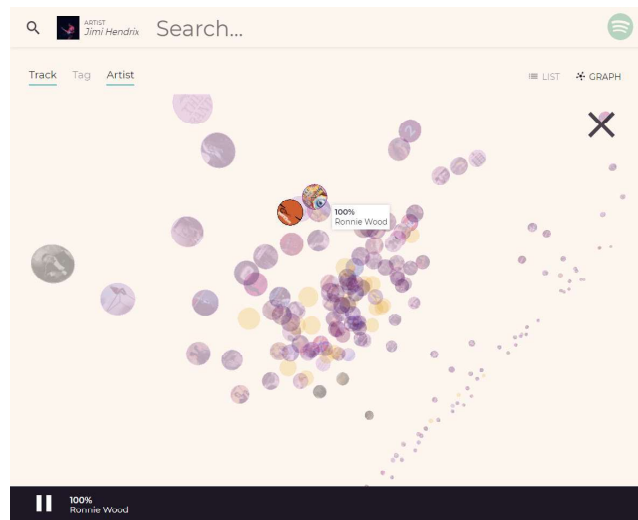 ARTIST
Jimi Hendrix
Search...
Track Tag Artist
LIST GRAPH
100%
Ronnie Wood
100%
Ronnie Wood